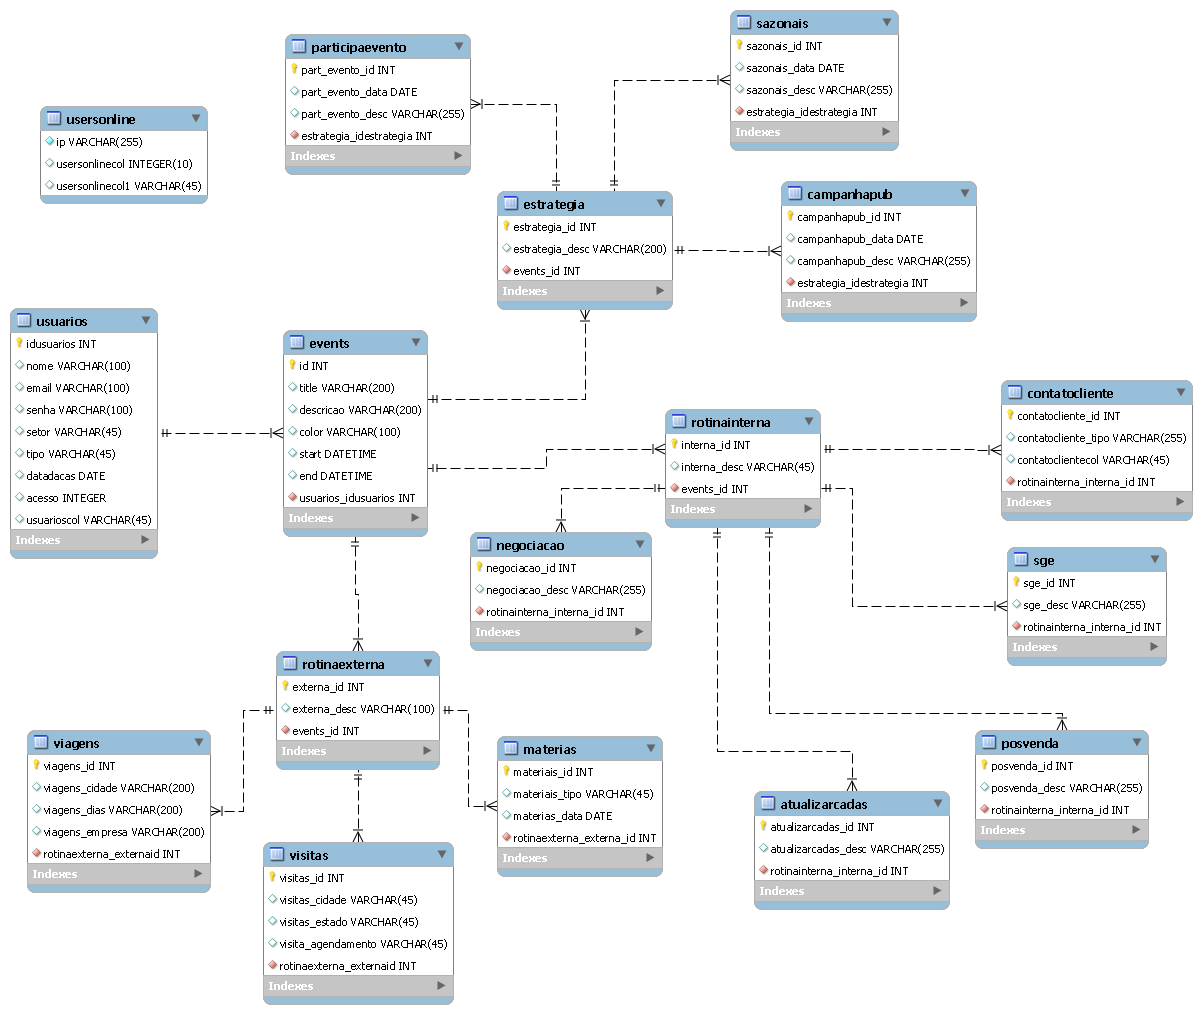 sazonais
sazonais_id INT
sazonais_data DATE
sazonais_desc VARCHAR(255)
estrategia_idestrategia INT
Indexes
participaevento
part_evento_id INT
part_evento_data DATE
part_evento_desc VARCHAR(255)
estrategia_idestrategia INT
Indexes
usersonline
ip VARCHAR(255)
usersonlinecol INTEGER(10)
usersonlinecol1 VARCHAR(45)
estrategia
estrategia_id INT
estrategia_desc VARCHAR(200)
events_id INT
Indexes
campanhapub
campanhapub_id INT
campanhapub_data DATE
campanhapub_desc VARCHAR(255)
estrategia_idestrategia INT
Indexes
usuarios
idusuarios INT
nome VARCHAR(100)
email VARCHAR(100)
senha VARCHAR(100)
setor VARCHAR(45)
tipo VARCHAR(45)
datadacas DATE
acesso INTEGER
usuarioscol VARCHAR(45)
Indexes
events
id INT
title VARCHAR(200)
descricao VARCHAR(200)
color VARCHAR(100)
start DATETIME
end DATETIME
usuarios_idusuarios INT
Indexes
rotinainterna
interna_id INT
interna_desc VARCHAR(45)
events_id INT
Indexes
contatocliente
contatocliente_id INT
contatocliente_tipo VARCHAR(255)
contatoclientecol VARCHAR(45)
rotinainterna_interna_id INT
Indexes
negociacao
negociacao_id INT
negociacao_desc VARCHAR(255)
rotinainterna_interna_id INT
Indexes
sge
sge_id INT
sge_desc VARCHAR(255)
rotinainterna_interna_id INT
Indexes
rotinaexterna
externa_id INT
externa_desc VARCHAR(100)
events_id INT
Indexes
viagens
viagens_id INT
viagens_cidade VARCHAR(200)
viagens_dias VARCHAR(200)
viagens_empresa VARCHAR(200)
rotinaexterna_externaid INT
Indexes
materias
materiais_id INT
materiais_tipo VARCHAR(45)
materias_data DATE
rotinaexterna_externa_id INT
Indexes
posvenda
posvenda_id INT
posvenda_desc VARCHAR(255)
rotinainterna_interna_id INT
Indexes
atualizarcadas
atualizarcadas_id INT
atualizarcadas_desc VARCHAR(255)
rotinainterna_interna_id INT
Indexes
visitas
visitas_id INT
visitas_cidade VARCHAR(45)
visitas_estado VARCHAR(45)
visita_agendamento VARCHAR(45)
rotinaexterna_externaid INT
Indexes